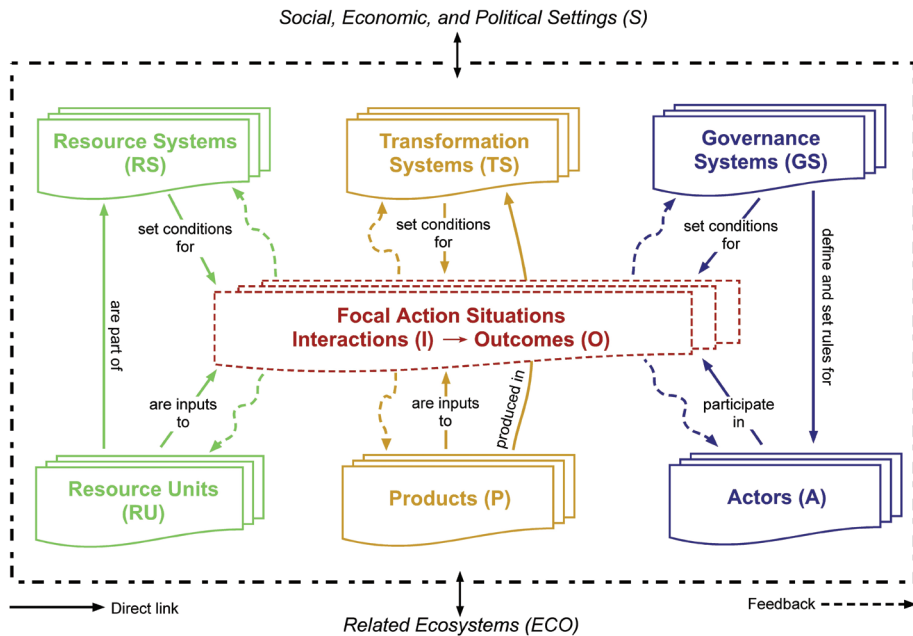 Social, Economic, and Political Settings (S)
Resource Systems
(RS)
Transformation
Systems (TS)
Governance
Systems (GS)
set conditions
for
set conditions
for
set conditions
for
define and set rules for
are part of
Focal Action Situations
Interactions (I) → Outcomes (O)
are inputs
to
are inputs
to
produced in
participate
in
Resource Units
(RU)
Products (P)
Actors (A)
Direct link
Feedback
Related Ecosystems (ECO)